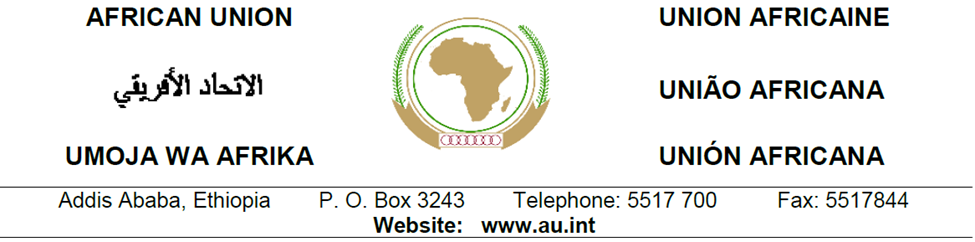 AFRICAN UNION
UNION AFRICAINE
الاتحاد الأفريقي
UNIÃO AFRICANA
UMOJA WA AFRIKA
UNIÓN AFRICANA
Addis Ababa, Ethiopia P. O. Box 3243 Telephone: 5517 700 Fax: 5517844
Website: www.au.int